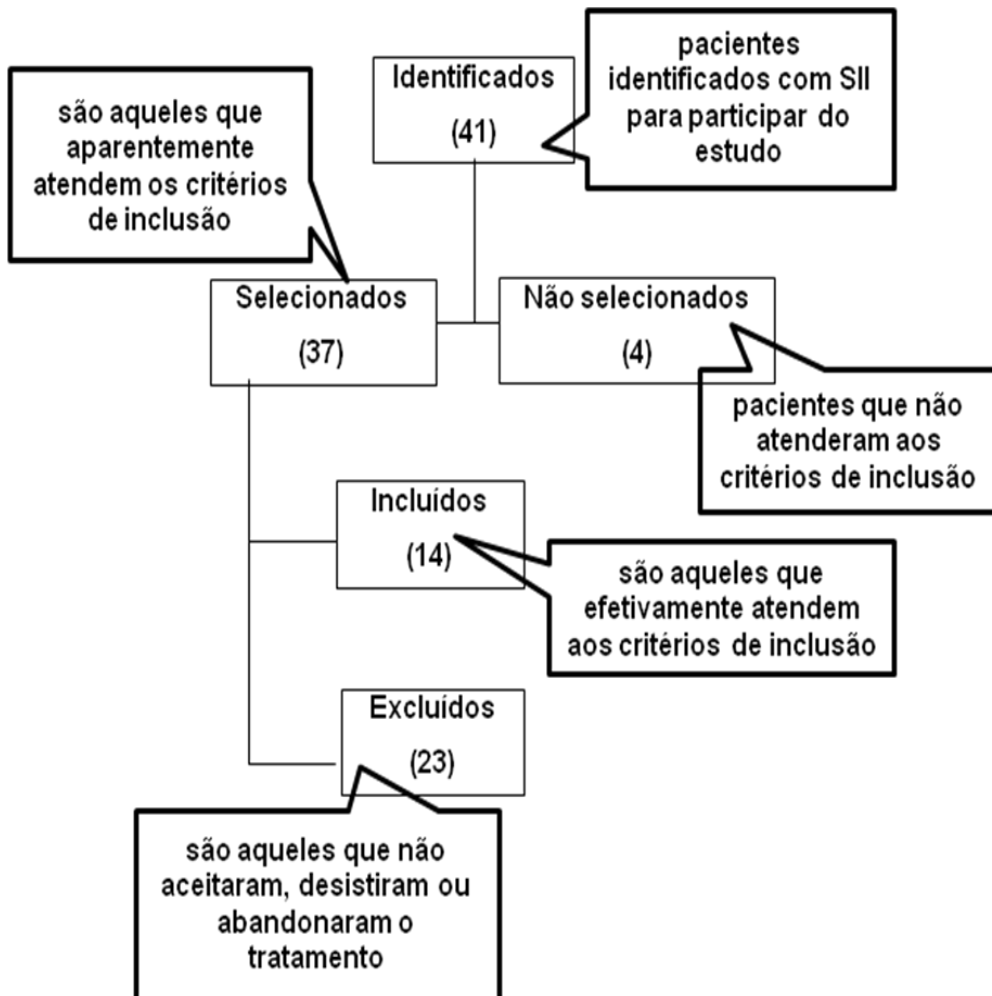 Identificados
(41)
pacientes
identificados com SII
para participar do
estudo
são aqueles que
aparentemente
atendem os critérios
de inclusão
Selecionados
(37)
Não selecionados
(4)
pacientes que não
atenderam aos
critérios de inclusão
Incluídos
(14)
são aqueles que
efetivamente atendem
aos critérios de inclusão
Excluídos
(23)
são aqueles que não
aceitaram, desistiram ou
abandonaram o
tratamento